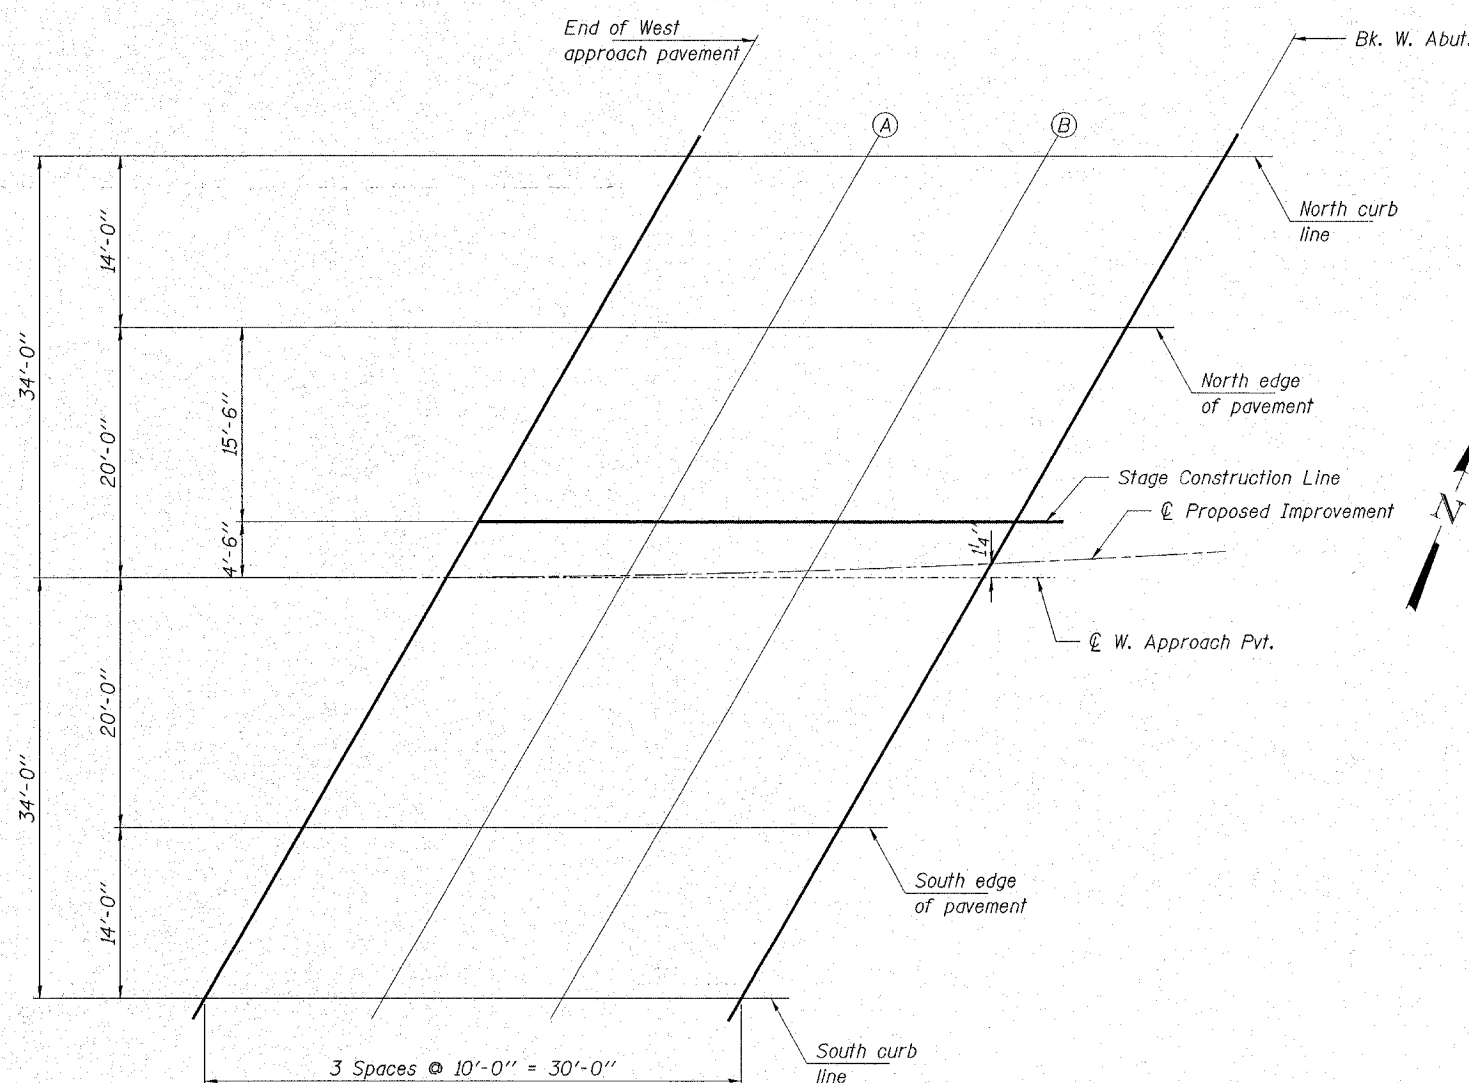 End of West
approach pavement
Bk. W. Abut.
A
B
North curb
line
14'-0"
34'-0"
North edge
of pavement
20'-0"
15'-6"
Stage Construction Line
℄ Proposed Improvement
N
4'-6"
1¼"
℄ W. Approach Pvt.
20'-0"
34'-0"
South edge
of pavement
14'-0"
South curb
line
3 Spaces @ 10'-0" = 30'-0"